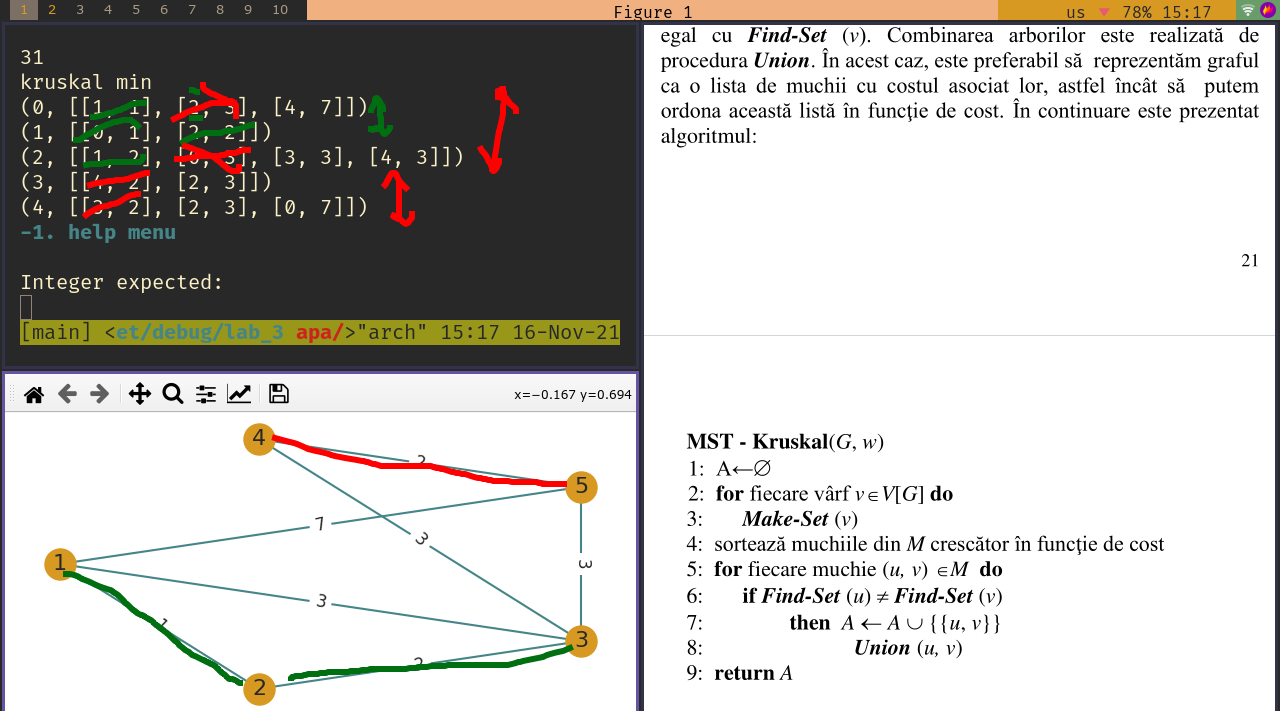 1 2 3 4 5 6 7 8 9 10
Figure 1
us 78% 15:17
31
kruskal min
(0, [[1, 1], [2, 3], [4, 7]])
(1, [[0, 1], [2, 2]])
(2, [[1, 2], [0, 3], [3, 3], [4, 3]])
(3, [[4, 2], [2, 3]])
(4, [[3, 2], [2, 3], [0, 7]])
-1. help menu
Integer expected:
[main] <et/debug/lab_3 apa/>"arch" 15:17 16-Nov-21
x=−0.167 y=0.694
4
2
5
7
3
1
3
3
1
3
2
2
egal cu Find-Set (v). Combinarea arborilor este realizată de
procedura Union. În acest caz, este preferabil să reprezentăm graful
ca o lista de muchii cu costul asociat lor, astfel încât să putem
ordona această listă în funcţie de cost. În continuare este prezentat
algoritmul:
21
MST - Kruskal(G, w)
1: A←∅
2: for fiecare vârf v∈V[G] do
3: Make-Set (v)
4: sortează muchiile din M crescător în funcţie de cost
5: for fiecare muchie (u, v) ∈M do
6: if Find-Set (u) ≠ Find-Set (v)
7: then A ← A ∪ {{u, v}}
8: Union (u, v)
9: return A